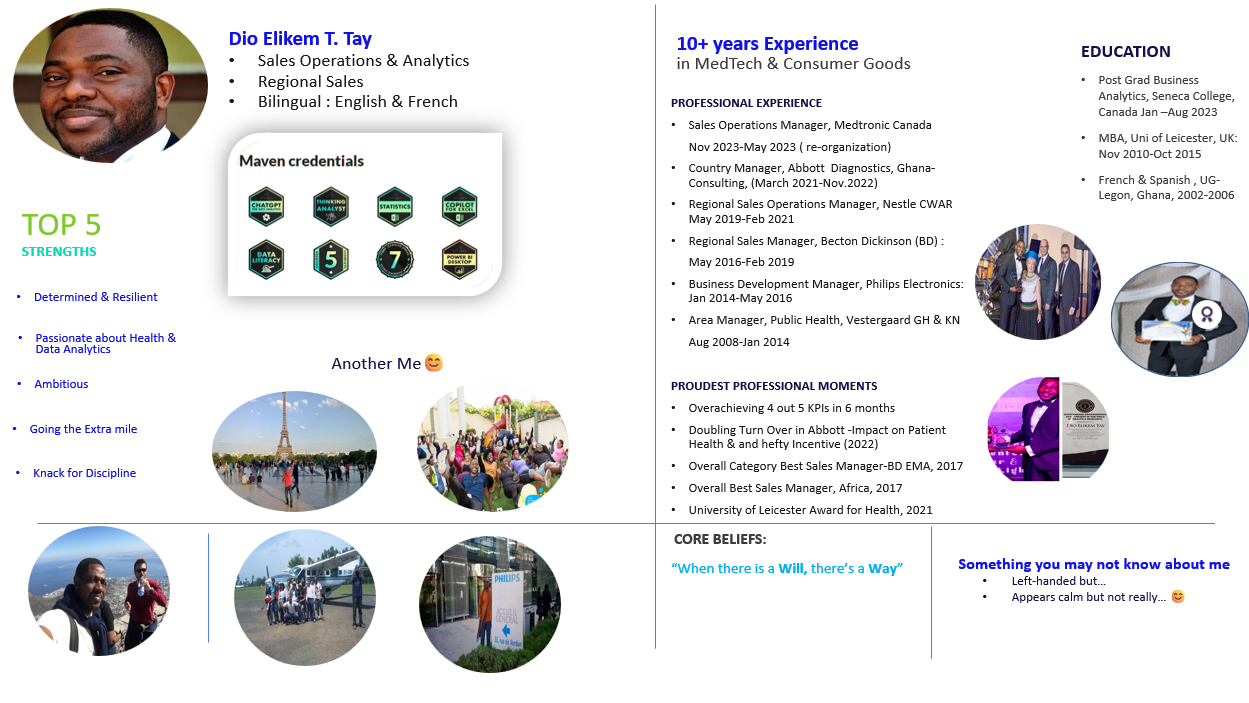 Dio Elikem T. Tay
• Sales Operations & Analytics
• Regional Sales
• Bilingual : English & French
Maven credentials
CHATGPT
THINKING
ANALYST
STATISTICS
COPILOT
FOR EXCEL
DATA
LITERACY
5
7
POWER BI
DESKTOP
TOP 5
STRENGTHS
• Determined & Resilient
• Passionate about Health &
Data Analytics
• Ambitious
• Going the Extra mile
• Knack for Discipline
Another Me 😊
PHILIPS
ACCUEIL
GENERAL
10+ years Experience
in MedTech & Consumer Goods
PROFESSIONAL EXPERIENCE
• Sales Operations Manager, Medtronic Canada
Nov 2023-May 2023 ( re-organization)
• Country Manager, Abbott Diagnostics, Ghana-
Consulting, (March 2021-Nov.2022)
• Regional Sales Operations Manager, Nestle CWAR
May 2019-Feb 2021
• Regional Sales Manager, Becton Dickinson (BD) :
May 2016-Feb 2019
• Business Development Manager, Philips Electronics:
Jan 2014-May 2016
• Area Manager, Public Health, Vestergaard GH & KN
Aug 2008-Jan 2014
PROUDEST PROFESSIONAL MOMENTS
• Overachieving 4 out 5 KPIs in 6 months
• Doubling Turn Over in Abbott -Impact on Patient
Health & and hefty Incentive (2022)
• Overall Category Best Sales Manager-BD EMA, 2017
• Overall Best Sales Manager, Africa, 2017
• University of Leicester Award for Health, 2021
EDUCATION
• Post Grad Business
Analytics, Seneca College,
Canada Jan –Aug 2023
• MBA, Uni of Leicester, UK:
Nov 2010-Oct 2015
• French & Spanish , UG-
Legon, Ghana, 2002-2006
CORE BELIEFS:
“When there is a Will, there’s a Way”
Something you may not know about me
• Left-handed but…
• Appears calm but not really… 😊